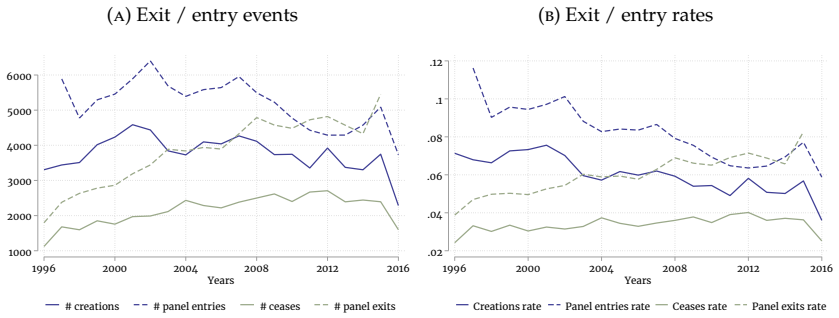 (A) Exit / entry events
(B) Exit / entry rates
6000
5000
4000
3000
2000
1000
1996
2000
2004
2008
2012
2016
Years
# creations
# panel entries
# ceases
# panel exits
.12
.1
.08
.06
.04
.02
1996
2000
2004
2008
2012
2016
Years
Creations rate
Panel entries rate
Ceases rate
Panel exits rate